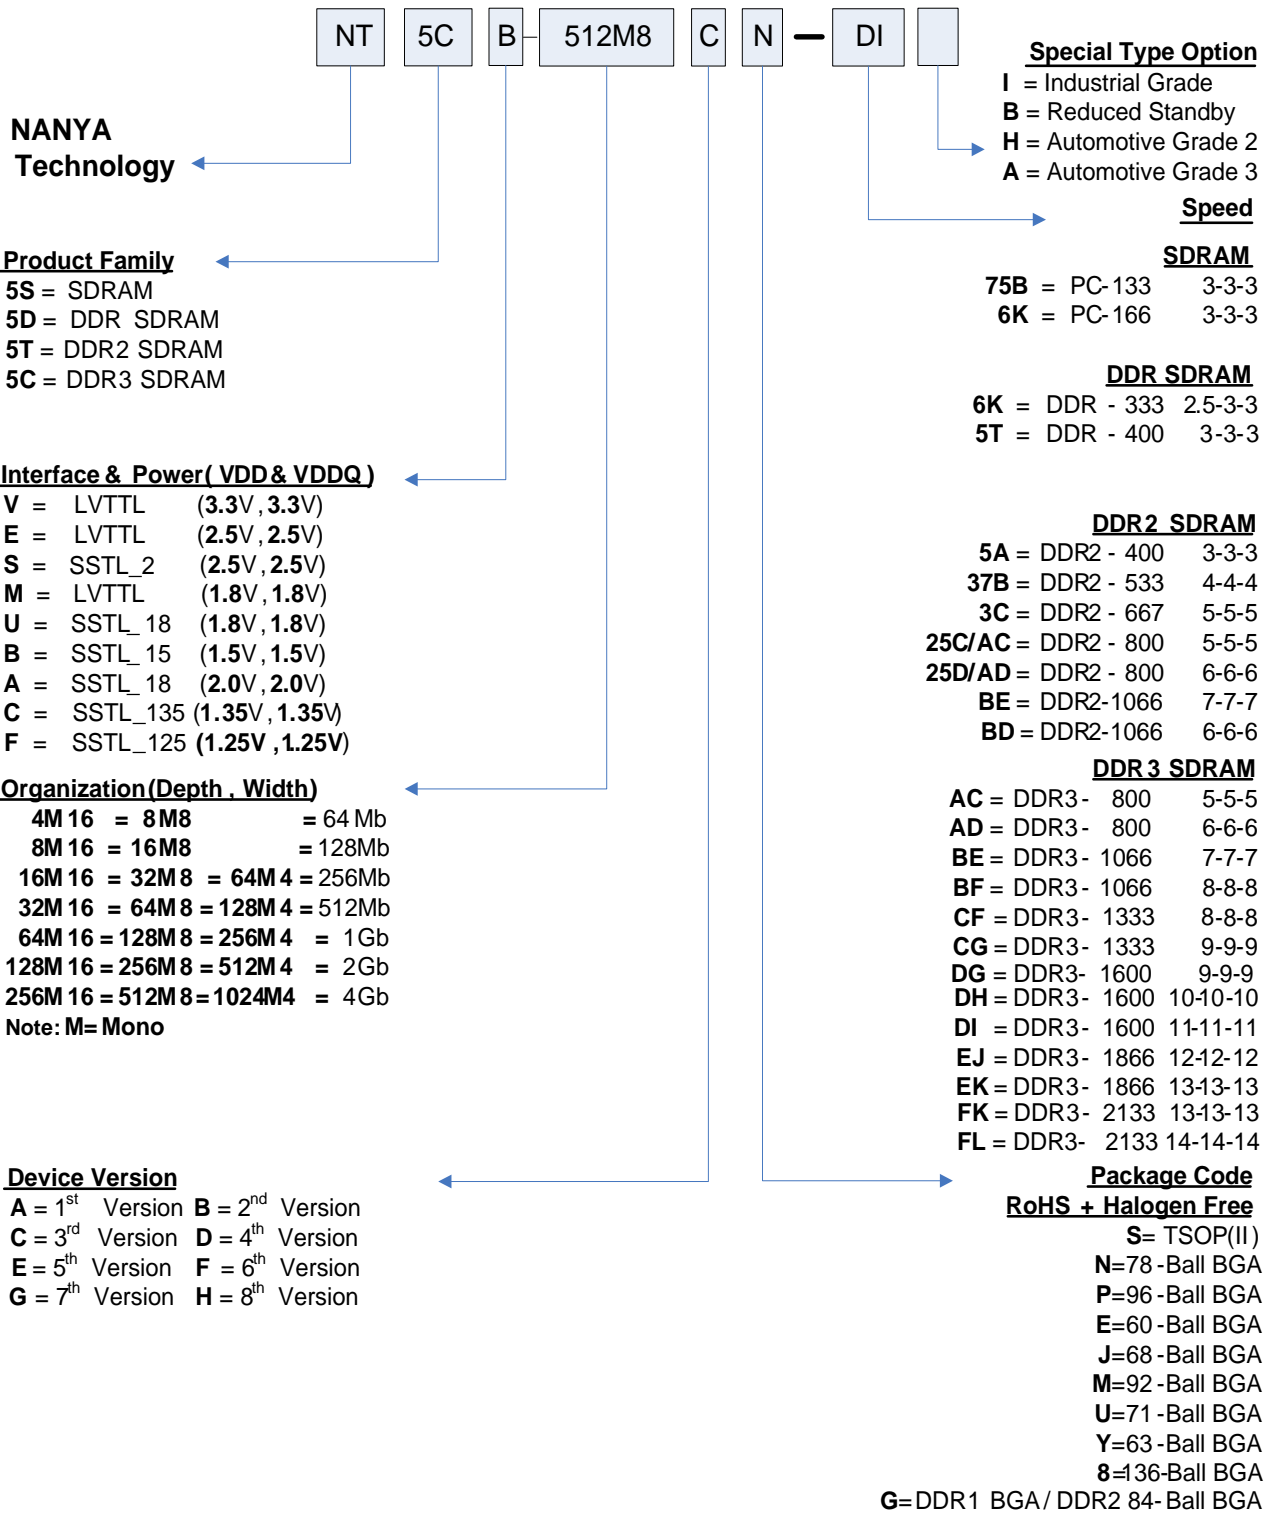 NT 5C B 512M8 C N — DI
NANYA
Technology
Product Family
5S = SDRAM
5D = DDR SDRAM
5T = DDR2 SDRAM
5C = DDR3 SDRAM
Interface & Power( VDD & VDDQ )
V = LVTTL (3.3V, 3.3V)
E = LVTTL (2.5V, 2.5V)
S = SSTL_2 (2.5V, 2.5V)
M = LVTTL (1.8V, 1.8V)
U = SSTL_18 (1.8V, 1.8V)
B = SSTL_15 (1.5V, 1.5V)
A = SSTL_18 (2.0V, 2.0V)
C = SSTL_135 (1.35V, 1.35V)
F = SSTL_125 (1.25V, 1.25V)
Organization (Depth , Width)
4M16 = 8M8 = 64Mb
8M16 = 16M8 = 128Mb
16M16 = 32M8 = 64M4 = 256Mb
32M16 = 64M8 = 128M4 = 512Mb
64M16 = 128M8 = 256M4 = 1Gb
128M16 = 256M8 = 512M4 = 2Gb
256M16 = 512M8 = 1024M4 = 4Gb
Note: M= Mono
Device Version
A = 1st Version B = 2nd Version
C = 3rd Version D = 4th Version
E = 5th Version F = 6th Version
G = 7th Version H = 8th Version
Special Type Option
I = Industrial Grade
B = Reduced Standby
H = Automotive Grade 2
A = Automotive Grade 3
Speed
SDRAM
75B = PC-133 3-3-3
6K = PC-166 3-3-3
DDR SDRAM
6K = DDR - 333 2.5-3-3
5T = DDR - 400 3-3-3
DDR2 SDRAM
5A = DDR2 - 400 3-3-3
37B = DDR2 - 533 4-4-4
3C = DDR2 - 667 5-5-5
25C/AC = DDR2 - 800 5-5-5
25D/AD = DDR2 - 800 6-6-6
BE = DDR2-1066 7-7-7
BD = DDR2-1066 6-6-6
DDR3 SDRAM
AC = DDR3- 800 5-5-5
AD = DDR3- 800 6-6-6
BE = DDR3- 1066 7-7-7
BF = DDR3- 1066 8-8-8
CF = DDR3- 1333 8-8-8
CG = DDR3- 1333 9-9-9
DG = DDR3- 1600 9-9-9
DH = DDR3- 1600 10-10-10
DI = DDR3- 1600 11-11-11
EJ = DDR3- 1866 12-12-12
EK = DDR3- 1866 13-13-13
FK = DDR3- 2133 13-13-13
FL = DDR3- 2133 14-14-14
Package Code
RoHS + Halogen Free
S= TSOP(II)
N=78-Ball BGA
P=96-Ball BGA
E=60-Ball BGA
J=68-Ball BGA
M=92-Ball BGA
U=71-Ball BGA
Y=63-Ball BGA
8=136-Ball BGA
G=DDR1 BGA / DDR2 84-Ball BGA